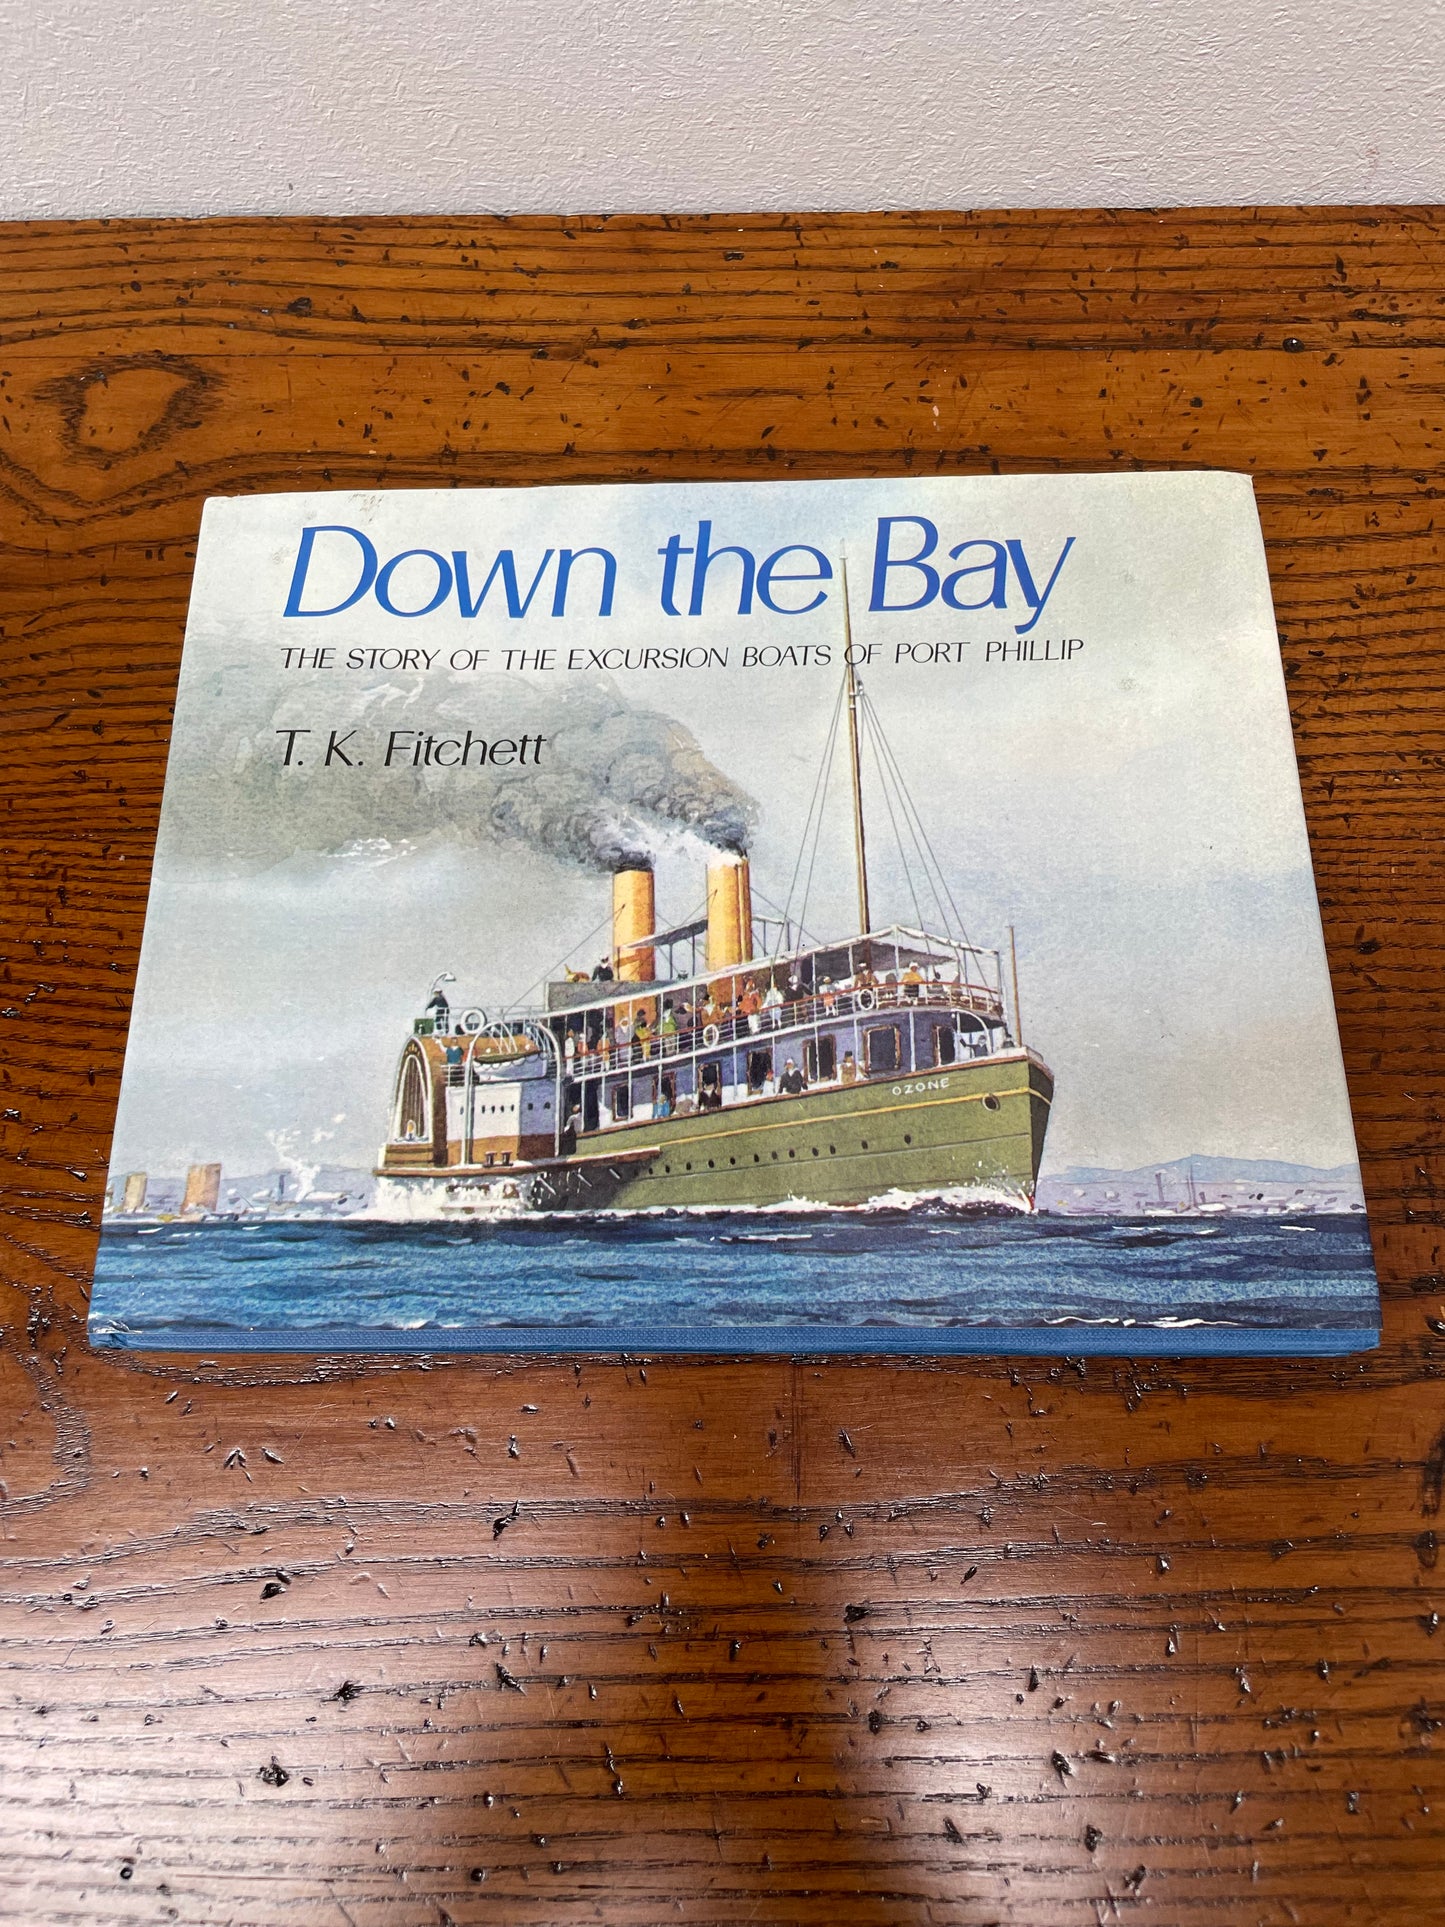 Down the Bay
THE STORY OF THE EXCURSION BOATS OF PORT PHILLIP
T. K. Fitchett
OZONE